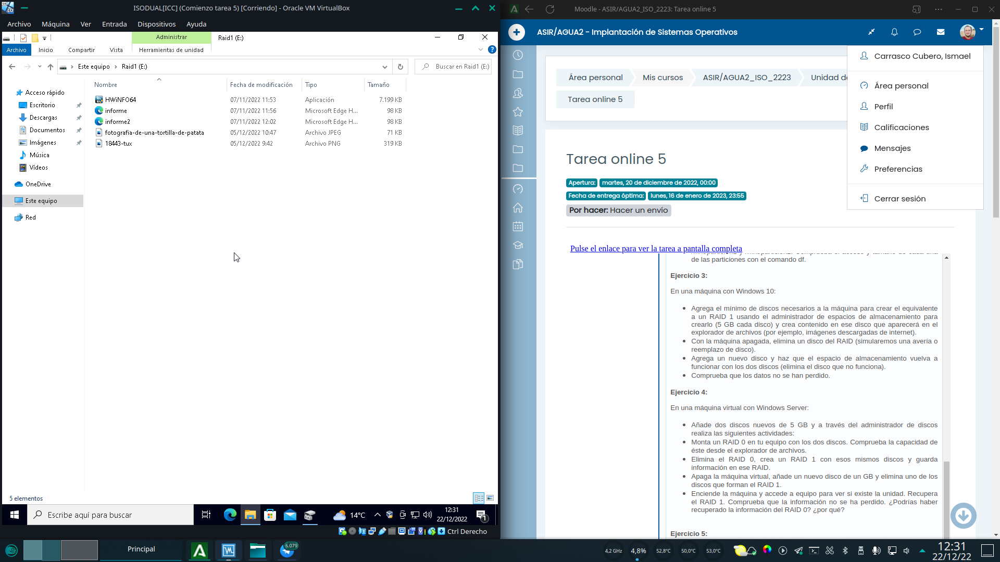 ISODUAL[ICC] (Comienzo tarea 5) [Corriendo] - Oracle VM VirtualBox
Archivo Máquina Ver Entrada Dispositivos Ayuda
Administrar
Raid1 (E:)
Archivo Inicio Compartir Vista Herramientas de unidad
Este equipo Raid1 (E:)
Buscar en Raid1 (E:)
Nombre Fecha de modificación Tipo Tamaño
HWiNFO64 07/11/2022 11:53 Aplicación 7.199 KB
informe 07/11/2022 11:56 Microsoft Edge H... 98 KB
informe2 07/11/2022 12:02 Microsoft Edge H... 98 KB
fotografia-de-una-tortilla-de-patata 05/12/2022 10:47 Archivo JPEG 71 KB
18443-tux 05/12/2022 9:42 Archivo PNG 319 KB
Acceso rápido
Escritorio
Descargas
Documentos
Imágenes
Música
Vídeos
OneDrive
Este equipo
Red
5 elementos
Escribe aquí para buscar
14°C
12:31
22/12/2022
1
Ctrl Derecho
Moodle - ASIR/AGUA2_ISO_2223: Tarea online 5
ASIR/AGUA2 - Implantación de Sistemas Operativos
Área personal Mis cursos ASIR/AGUA2_ISO_2223 Unidad de
Tarea online 5
Carrasco Cubero, Ismael
Área personal
Perfil
Calificaciones
Mensajes
Preferencias
Cerrar sesión
Tarea online 5
Apertura: martes, 20 de diciembre de 2022, 00:00
Fecha de entrega óptima: lunes, 16 de enero de 2023, 23:55
Por hacer: Hacer un envío
Pulse el enlace para ver la tarea a pantalla completa
de las particiones con el comando df.
Ejercicio 3:
En una máquina con Windows 10:
Agrega el mínimo de discos necesarios a la máquina para crear el equivalente
a un RAID 1 usando el administrador de espacios de almacenamiento para
crearlo (5 GB cada disco) y crea contenido en ese disco que aparecerá en el
explorador de archivos (por ejemplo, imágenes descargadas de internet).
Con la máquina apagada, elimina un disco del RAID (simularemos una avería o
reemplazo de disco).
Agrega un nuevo disco y haz que el espacio de almacenamiento vuelva a
funcionar con los dos discos (elimina el disco que no funciona).
Comprueba que los datos no se han perdido.
Ejercicio 4:
En una máquina virtual con Windows Server:
Añade dos discos nuevos de 5 GB y a través del administrador de discos
realiza las siguientes actividades:
Monta un RAID 0 en tu equipo con los dos discos. Comprueba la capacidad de
éste desde el explorador de archivos.
Elimina el RAID 0, crea un RAID 1 con esos mismos discos y guarda
información en ese RAID.
Apaga la máquina virtual, añade un nuevo disco de un GB y elimina uno de los
discos que forman el RAID 1.
Enciende la máquina y accede a equipo para ver si existe la unidad. Recupera
el RAID 1. Comprueba que la información no se ha perdido. ¿Podrías haber
recuperado la información del RAID 0? ¿por qué?
Ejercicio 5:
Principal
6.079
4,2 GHz
4,8%
52,8°C
50,0°C
53,0°C
12:31
22/12/22